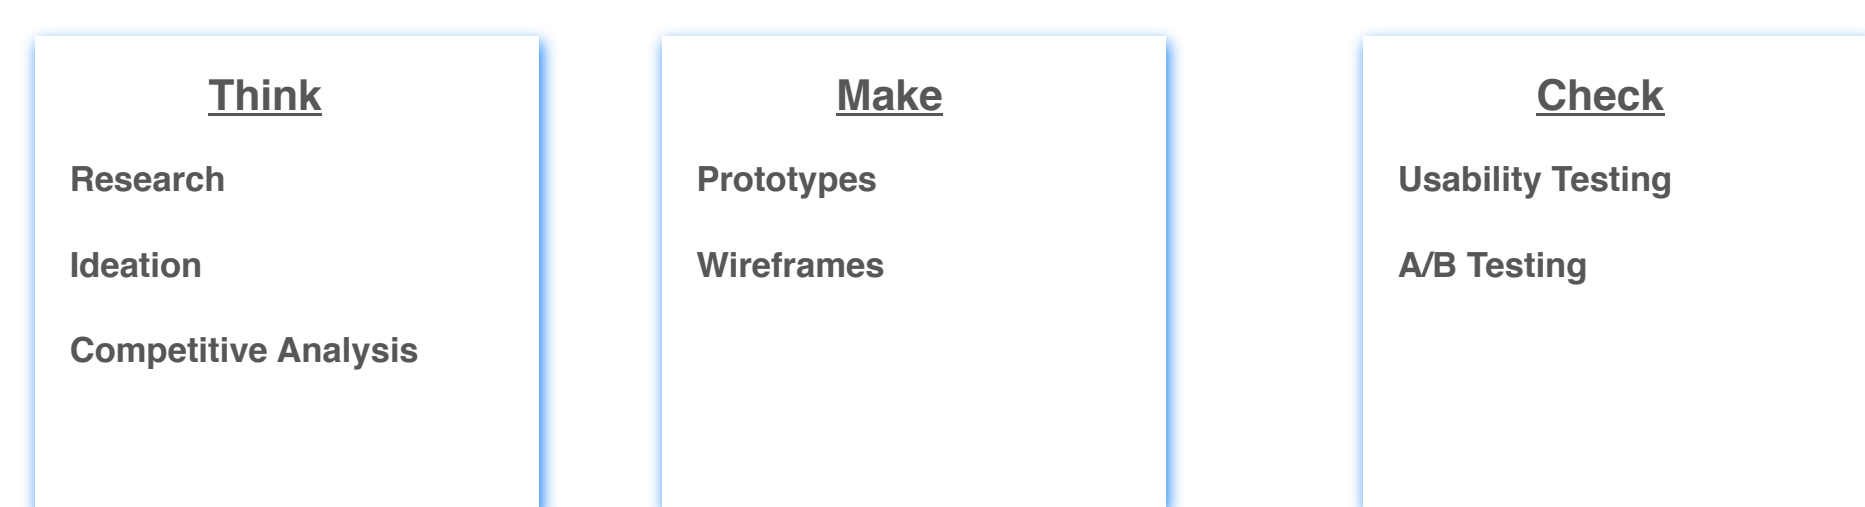 Think
Research
Ideation
Competitive Analysis
Make
Prototypes
Wireframes
Check
Usability Testing
A/B Testing